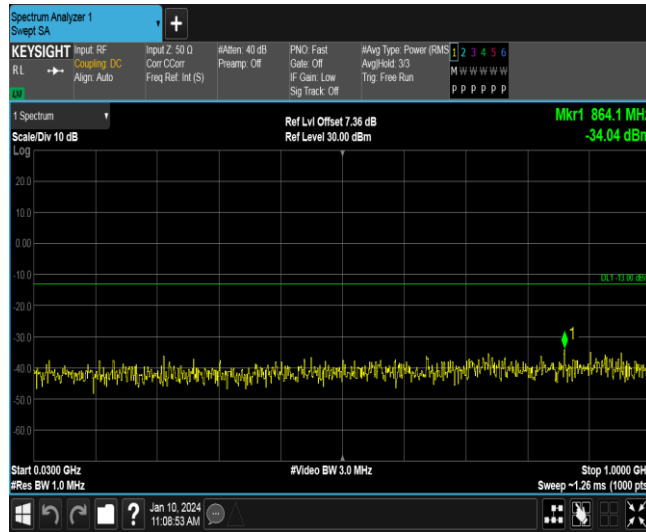 Spectrum Analyzer 1
Swept SA
+
KEYSIGHT
RL
LXI
Input: RF
Coupling: DC
Align: Auto
Input Z: 50 Ω
Corr CCorr
Freq Ref: Int (S)
#Atten: 40 dB
Preamp: Off
PNO: Fast
Gate: Off
IF Gain: Low
Sig Track: Off
#Avg Type: Power (RMS
Avg|Hold: 3/3
Trig: Free Run
1 2 3 4 5 6
M W W W W W
P P P P P P
1 Spectrum
Scale/Div 10 dB
Log
Ref Lvl Offset 7.36 dB
Ref Level 30.00 dBm
Mkr1 864.1 MHz
-34.04 dBm
20.0
10.0
0.00
-10.0
DL1 -13.00 dBm
-20.0
-30.0
1
-40.0
-50.0
-60.0
Start 0.0300 GHz
#Res BW 1.0 MHz
#Video BW 3.0 MHz
Stop 1.0000 GH
Sweep ~1.26 ms (1000 pts
?
Jan 10, 2024
11:08:53 AM